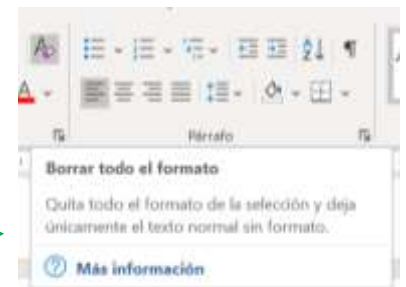 Párrafo
Borrar todo el formato
Quita todo el formato de la selección y deja
únicamente el texto normal sin formato.
Más información